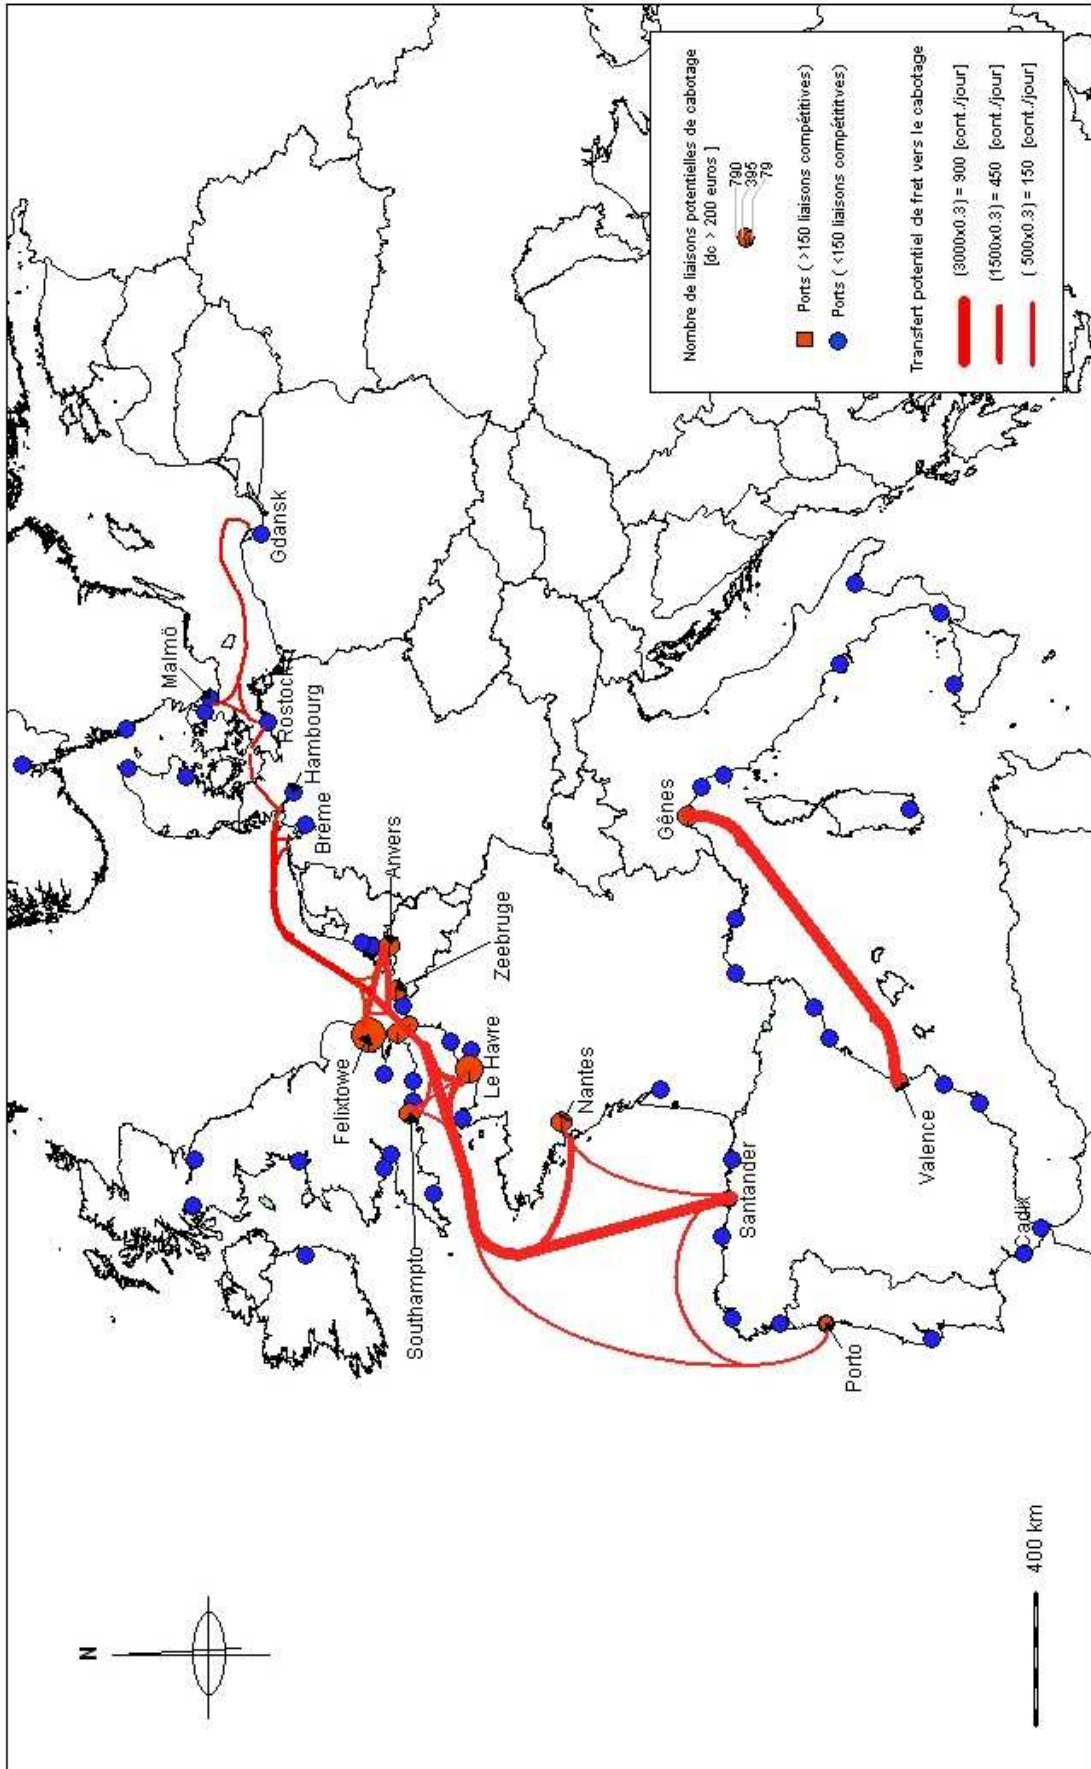 N
Malmö
Gdansk
Rostock
Hambourg
Brême
Anvers
Zeebruge
Felixtowe
Southampto
Le Havre
Nantes
Santander
Porto
Cadix
Valence
Gênes
400 km
Nombre de liaisons potentielles de cabotage
[dc > 200 euros ]
790
395
79
Ports ( >150 liaisons compétitives)
Ports ( <150 liaisons compétititves)
Transfert potentiel de fret vers le cabotage
(3000x0.3) = 900 [cont./jour]
(1500x0.3) = 450 [cont./jour]
( 500x0.3) = 150 [cont./jour]